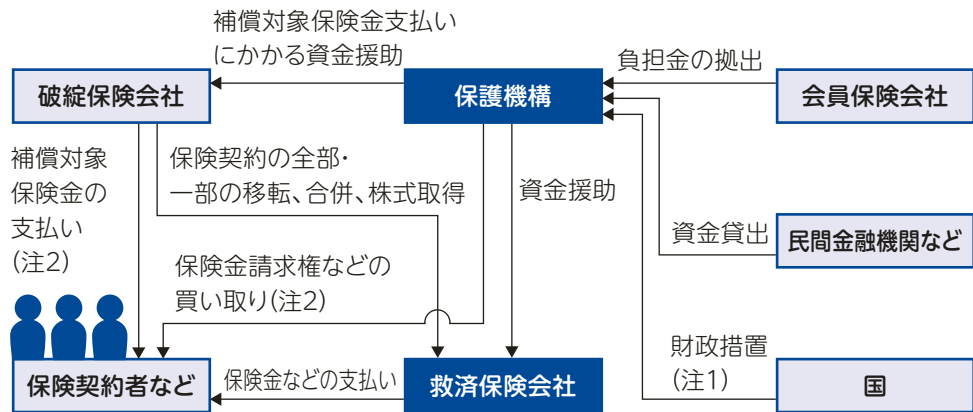 補償対象保険金支払い
にかかる資金援助
負担金の拠出
破綻保険会社
保護機構
会員保険会社
補償対象
保険金の
支払い
(注2)
保険契約の全部・
一部の移転、合併、株式取得
資金援助
資金貸出
民間金融機関など
保険金請求権などの
買い取り(注2)
財政措置
(注1)
保険契約者など
保険金などの支払い
救済保険会社
国